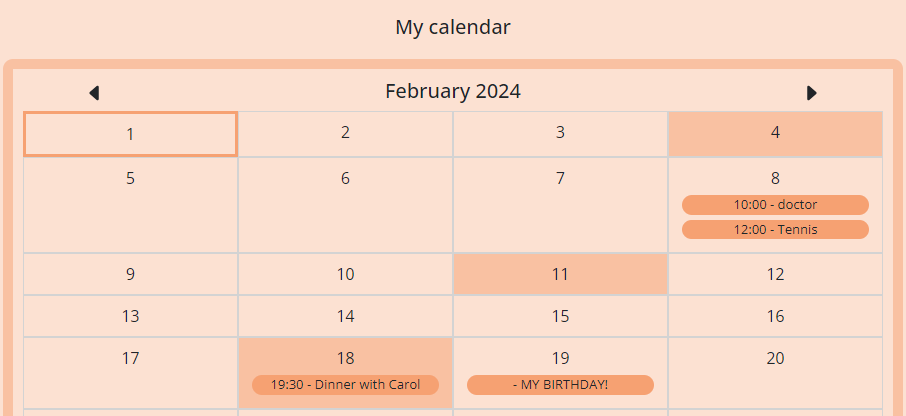 My calendar
February 2024
1 2 3 4
5 6 7 8
10:00 - doctor
12:00 - Tennis
9 10 11 12
13 14 15 16
17 18 19 20
19:30 - Dinner with Carol - MY BIRTHDAY!